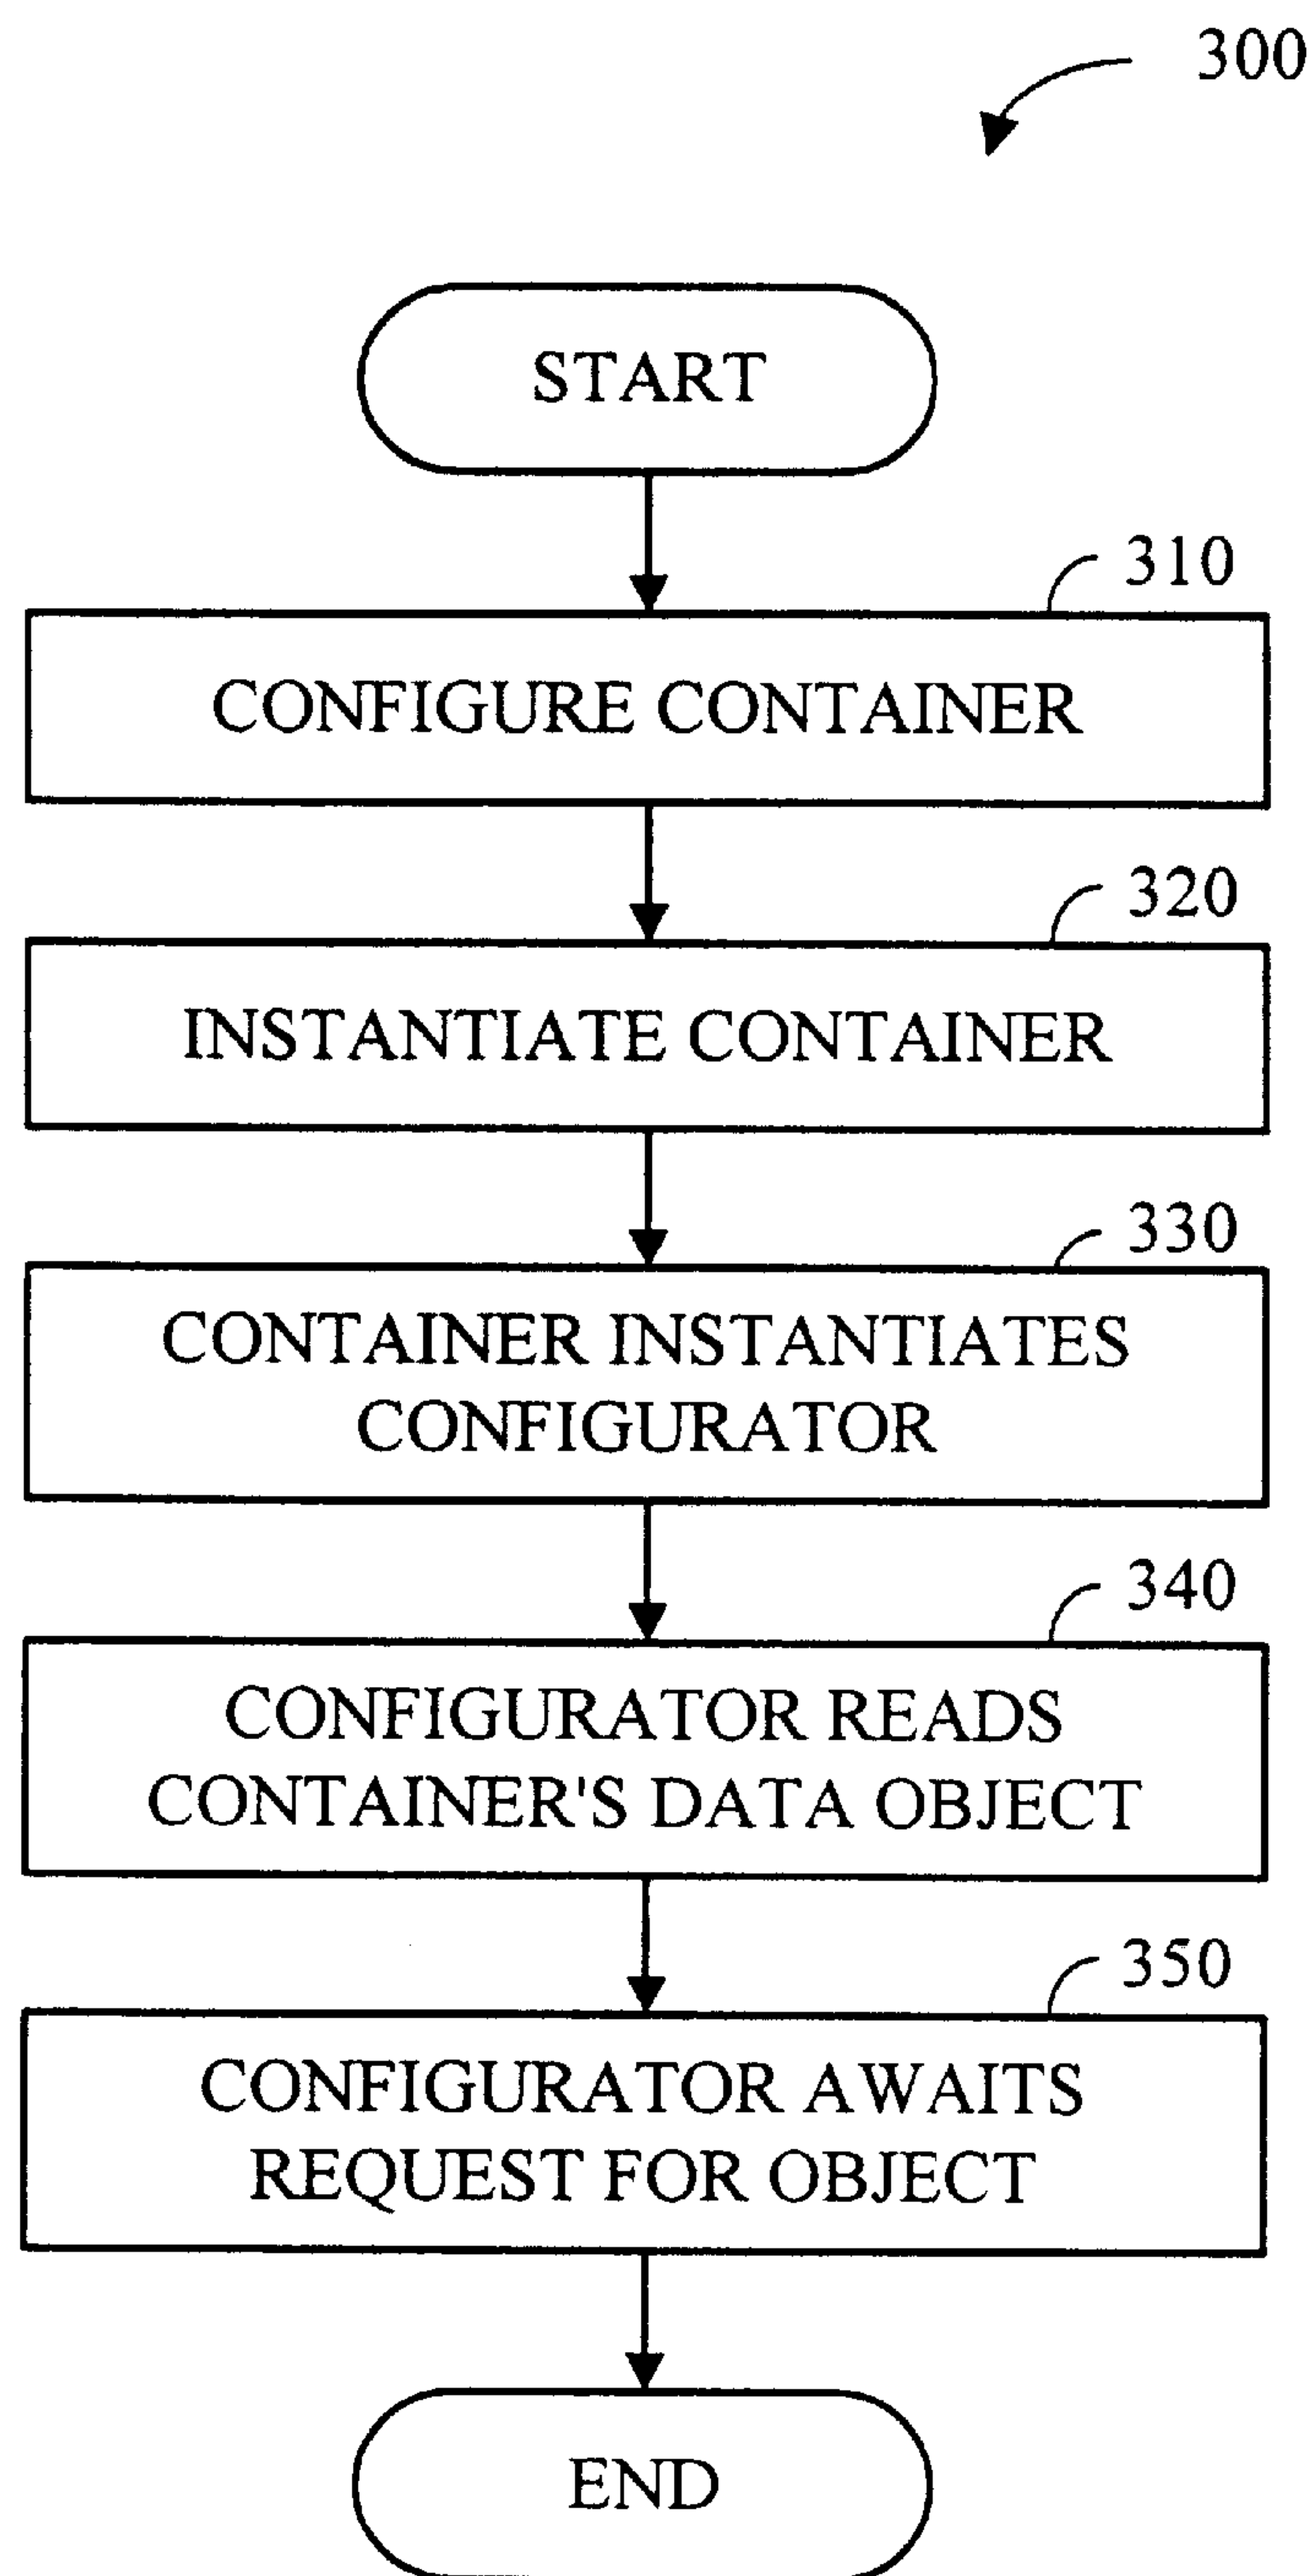 300
START
310
CONFIGURE CONTAINER
320
INSTANTIATE CONTAINER
330
CONTAINER INSTANTIATES
CONFIGURATOR
340
CONFIGURATOR READS
CONTAINER'S DATA OBJECT
350
CONFIGURATOR AWAITS
REQUEST FOR OBJECT
END